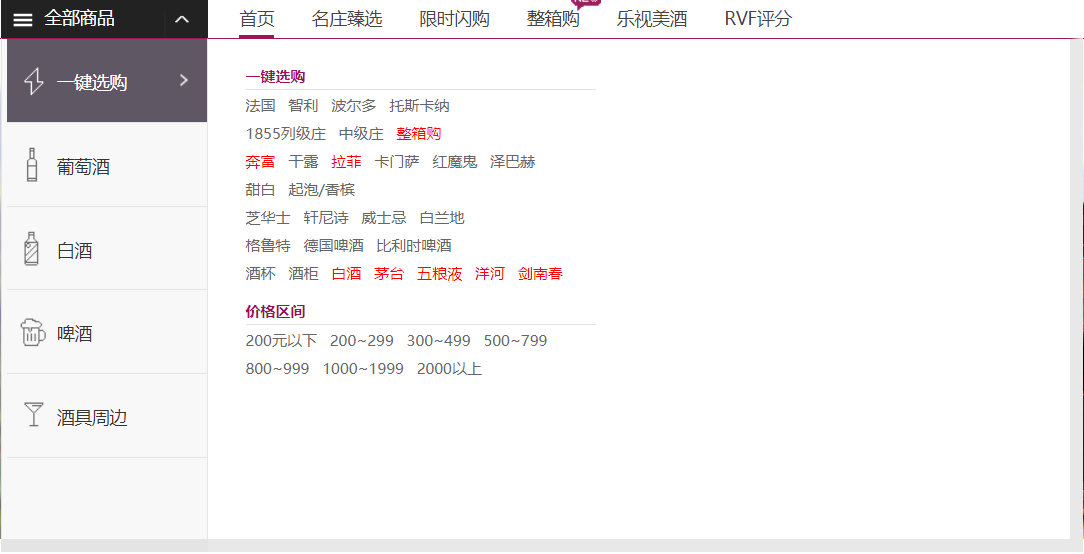 全部商品 首页 名庄臻选 限时闪购 整箱购 NEW 乐视美酒 RVF评分
一键选购
葡萄酒
白酒
啤酒
酒具周边
一键选购
法国 智利 波尔多 托斯卡纳
1855列级庄 中级庄 整箱购
奔富 干露 拉菲 卡门萨 红魔鬼 泽巴赫
甜白 起泡/香槟
芝华士 轩尼诗 威士忌 白兰地
格鲁特 德国啤酒 比利时啤酒
酒杯 酒柜 白酒 茅台 五粮液 洋河 剑南春
价格区间
200元以下 200~299 300~499 500~799
800~999 1000~1999 2000以上